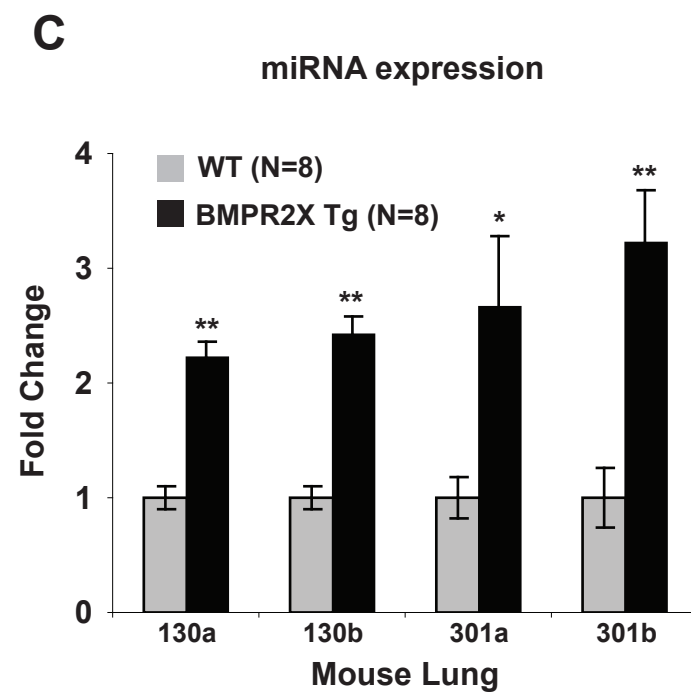 C
miRNA expression
WT (N=8)
BMPR2X Tg (N=8)
Fold Change
4
3
2
1
0
**
**
*
**
130a 130b 301a 301b
Mouse Lung